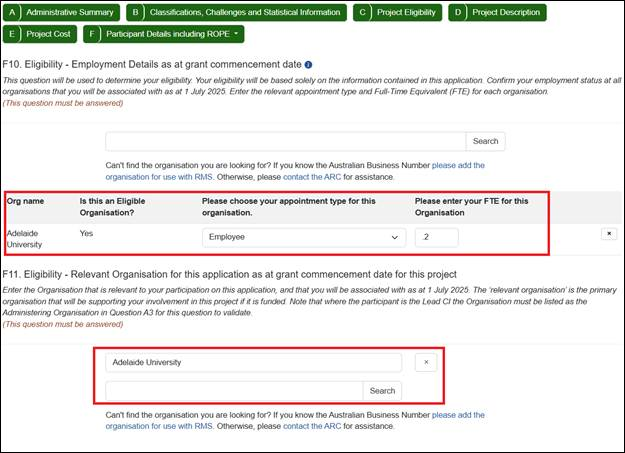 A Administrative Summary
B Classifications, Challenges and Statistical Information
C Project Eligibility
D Project Description
E Project Cost
F Participant Details including ROPE
F10. Eligibility - Employment Details as at grant commencement date
This question will be used to determine your eligibility. Your eligibility will be based solely on the information contained in this application. Confirm your employment status at all
organisations that you will be associated with as at 1 July 2025. Enter the relevant appointment type and Full-Time Equivalent (FTE) for each organisation.
(This question must be answered)
Search
Can't find the organisation you are looking for? If you know the Australian Business Number please add the
organisation for use with RMS. Otherwise, please contact the ARC for assistance.
Org name Is this an Eligible Please choose your appointment type for this Please enter your FTE for this
Organisation? organisation. Organisation
Adelaide Yes Employee .2 ×
University
F11. Eligibility - Relevant Organisation for this application as at grant commencement date for this project
Enter the Organisation that is relevant to your participation on this application, and that you will be associated with as at 1 July 2025. The 'relevant organisation' is the primary
organisation that will be supporting your involvement in this project if it is funded. Note that where the participant is the Lead CI the Organisation must be listed as the
Administering Organisation in Question A3 for this question to validate.
(This question must be answered)
Adelaide University ×
Search
Can't find the organisation you are looking for? If you know the Australian Business Number please add the
organisation for use with RMS. Otherwise, please contact the ARC for assistance.